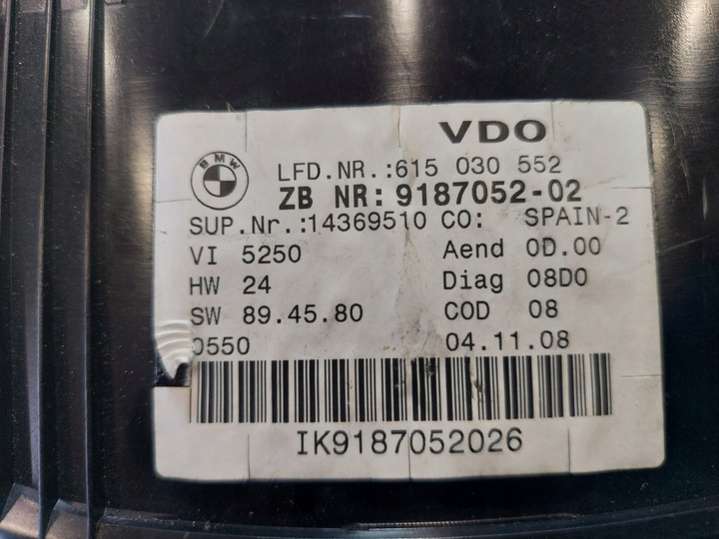 VDO
BMW
LFD.NR.:615 030 552
ZB NR: 9187052-02
SUP.Nr.:14369510 CO: SPAIN-2
VI 5250 Aend 0D.00
HW 24 Diag 08D0
SW 89.45.80 COD 08
0550 04.11.08
IK9187052026